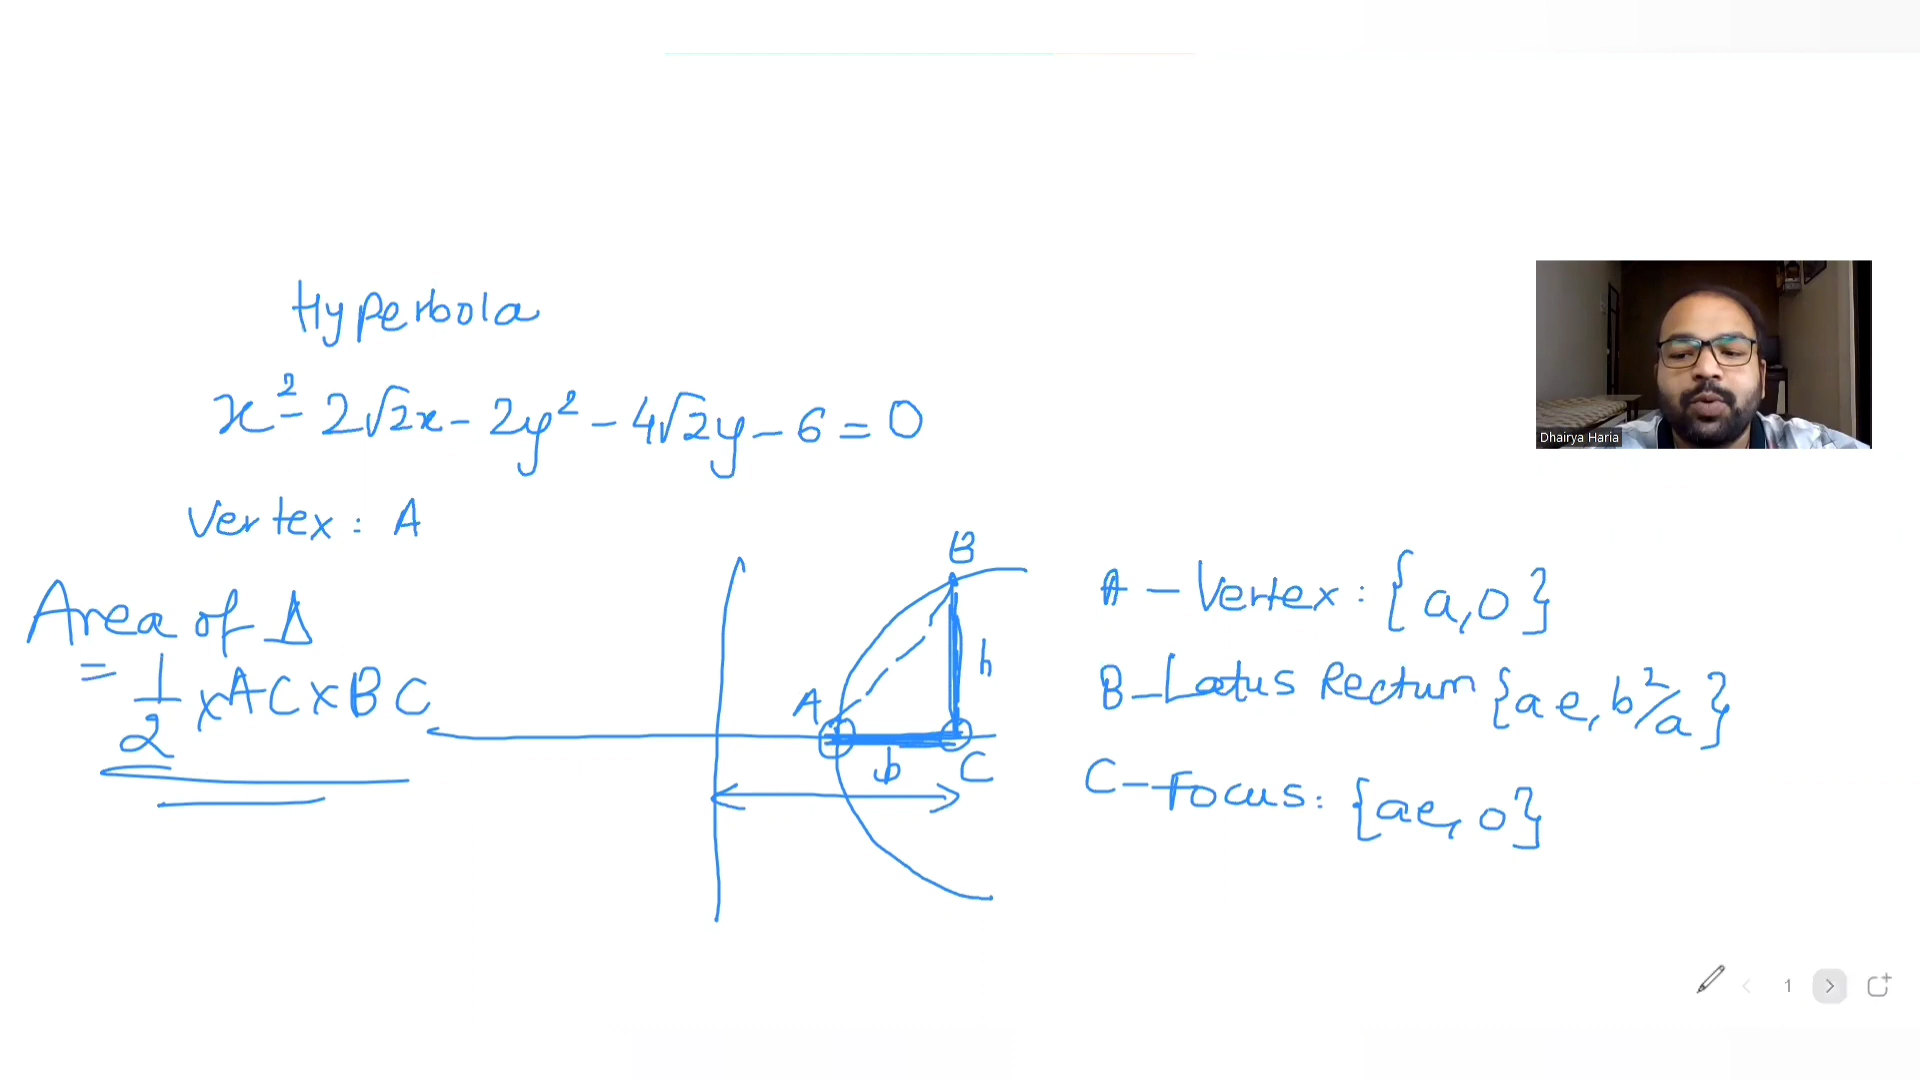 Hyperbola
x² - 2√2x - 2y² - 4√2y - 6 = 0
Vertex : A
Area of Δ
= 1/2 × AC × BC
B
h
A
b
C
A - Vertex : {a, 0}
B - Latus Rectum {ae, b²/a}
C - Focus : {ae, 0}
Dhairya Haria
1